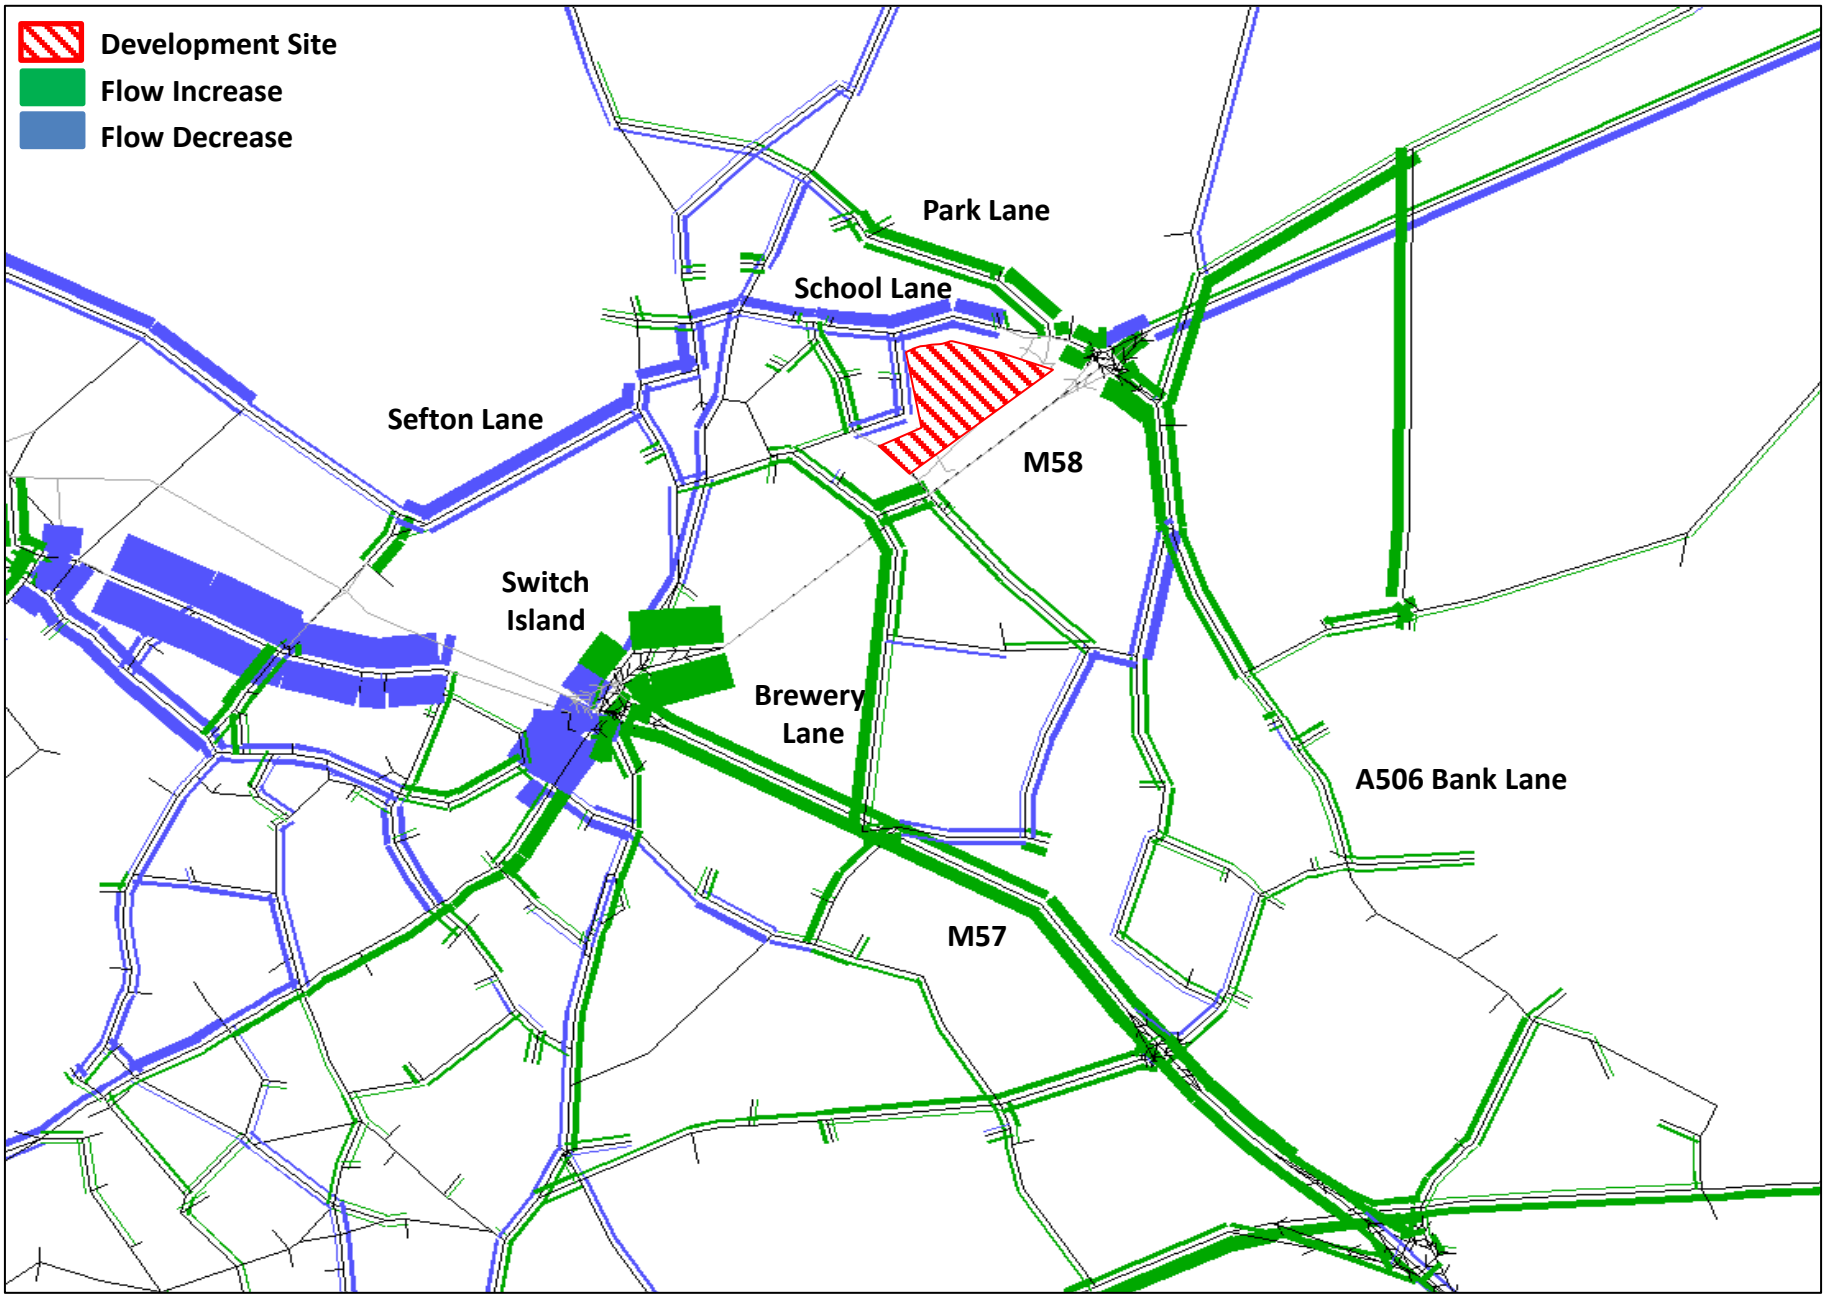 Development Site
Flow Increase
Flow Decrease
Park Lane
School Lane
Sefton Lane
M58
Switch
Island
Brewery
Lane
A506 Bank Lane
M57